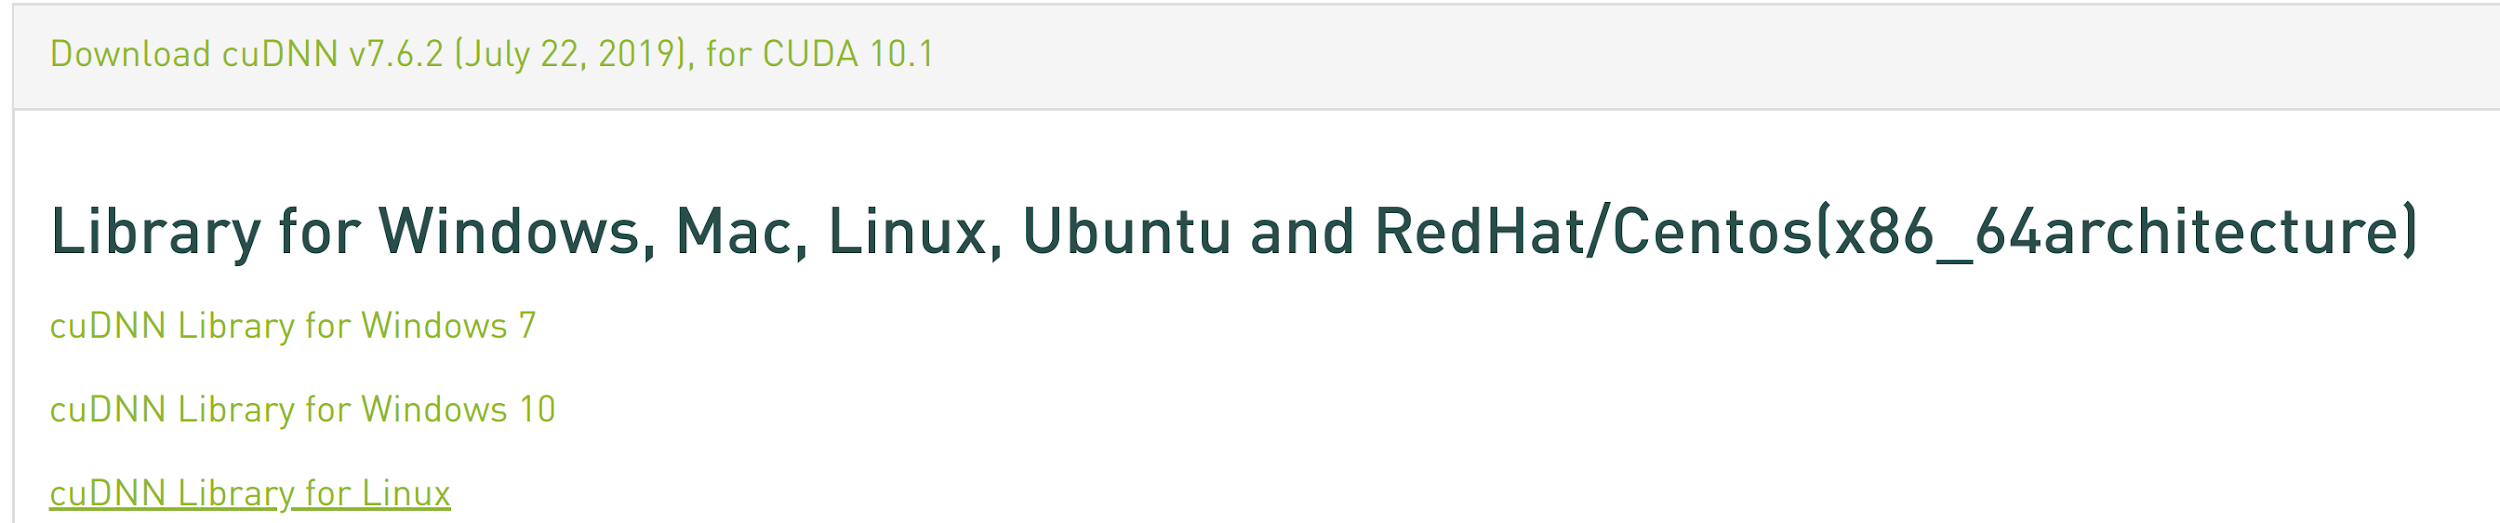 Download cuDNN v7.6.2 (July 22, 2019), for CUDA 10.1
Library for Windows, Mac, Linux, Ubuntu and RedHat/Centos(x86_64architecture)
cuDNN Library for Windows 7
cuDNN Library for Windows 10
cuDNN Library for Linux